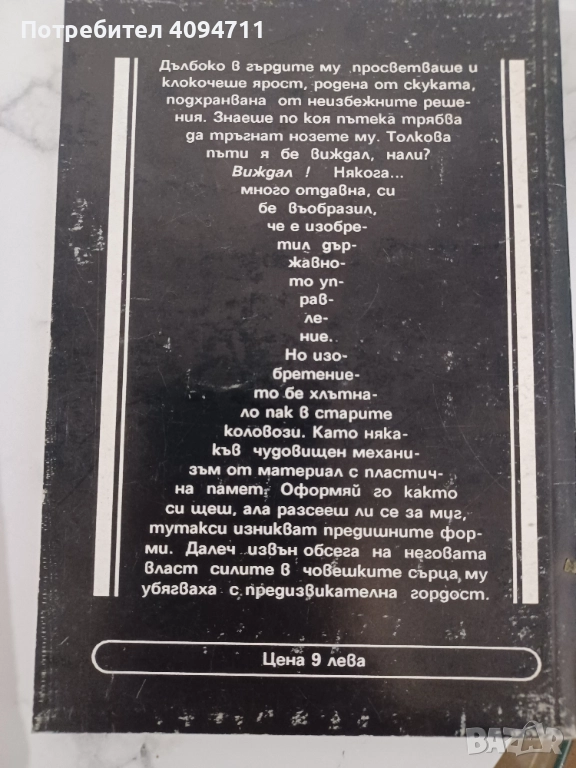 Потребител 4094711
Дълбоко в гърдите му просветваше и
клокочеше ярост, родена от скуката,
подхранвана от неизбежните реше-
ния. Знаеше по коя пътека трябва
да тръгнат нозете му. Толкова
пъти я бе виждал, нали?
Виждал ! Някога...
много отдавна, си
бе въобразил,
че е изобре-
тил дър-
жавно-
то уп-
рав-
ле-
ние.
Но изо-
бретение-
то бе хлътна-
ло пак в старите
коловози. Като няка-
къв чудовищен механи-
зъм от материал с пластич-
на памет. Оформяй го както
си щеш, ала разсееш ли се за миг,
тутакси изникват предишните фор-
ми. Далеч извън обсега на неговата
власт силите в човешките сърца му
убягваха с предизвикателна гордост.
Цена 9 лева
BAZAR